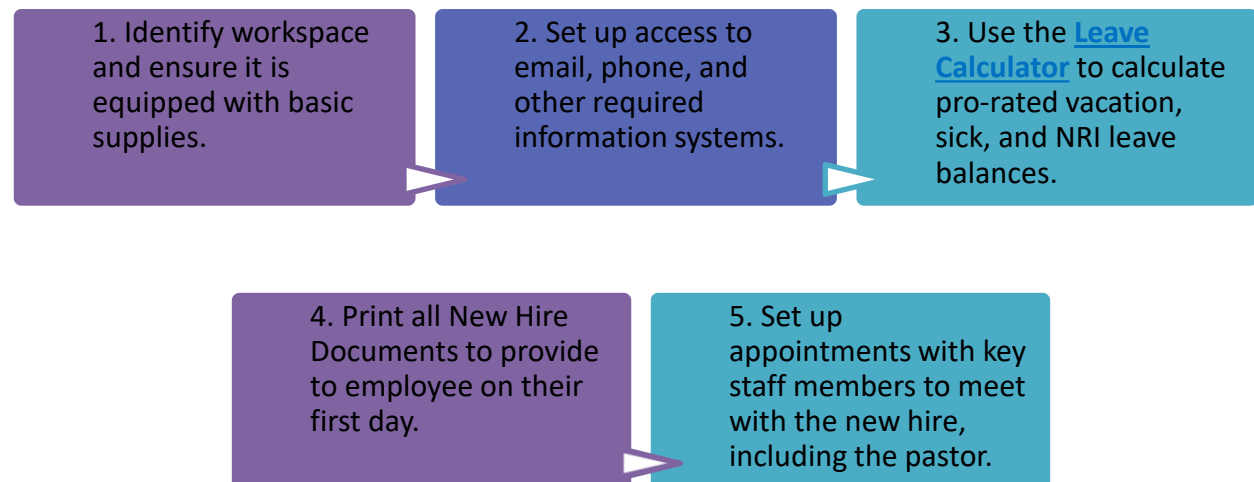 1. Identify workspace
and ensure it is
equipped with basic
supplies.
2. Set up access to
email, phone, and
other required
information systems.
3. Use the Leave
Calculator to calculate
pro-rated vacation,
sick, and NRI leave
balances.
4. Print all New Hire
Documents to provide
to employee on their
first day.
5. Set up
appointments with key
staff members to meet
with the new hire,
including the pastor.